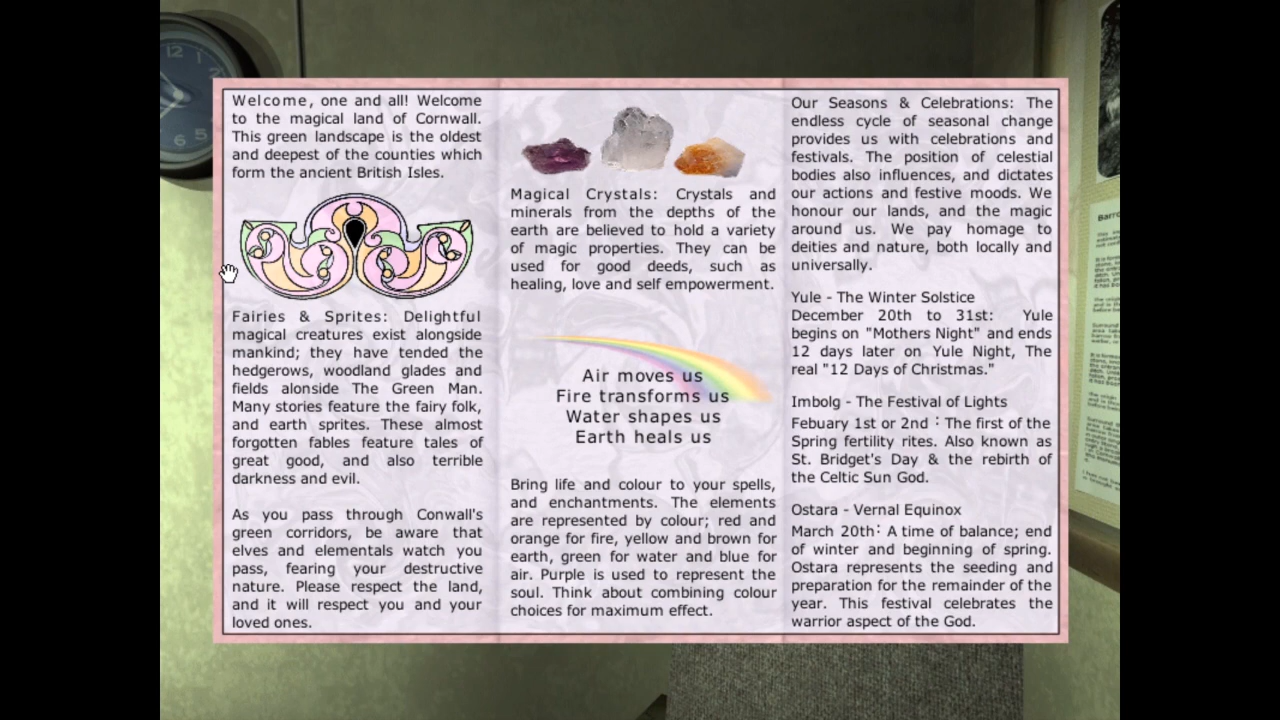 Welcome, one and all! Welcome
to the magical land of Cornwall.
This green landscape is the oldest
and deepest of the counties which
form the ancient British Isles.
Fairies & Sprites: Delightful
magical creatures exist alongside
mankind; they have tended the
hedgerows, woodland glades and
fields alonside The Green Man.
Many stories feature the fairy folk,
and earth sprites. These almost
forgotten fables feature tales of
great good, and also terrible
darkness and evil.
As you pass through Conwall's
green corridors, be aware that
elves and elementals watch you
pass, fearing your destructive
nature. Please respect the land,
and it will respect you and your
loved ones.
Magical Crystals: Crystals and
minerals from the depths of the
earth are believed to hold a variety
of magic properties. They can be
used for good deeds, such as
healing, love and self empowerment.
Air moves us
Fire transforms us
Water shapes us
Earth heals us
Bring life and colour to your spells,
and enchantments. The elements
are represented by colour; red and
orange for fire, yellow and brown for
earth, green for water and blue for
air. Purple is used to represent the
soul. Think about combining colour
choices for maximum effect.
Our Seasons & Celebrations: The
endless cycle of seasonal change
provides us with celebrations and
festivals. The position of celestial
bodies also influences, and dictates
our actions and festive moods. We
honour our lands, and the magic
around us. We pay homage to
deities and nature, both locally and
universally.
Yule - The Winter Solstice
December 20th to 31st: Yule
begins on "Mothers Night" and ends
12 days later on Yule Night, The
real "12 Days of Christmas."
Imbolg - The Festival of Lights
Febuary 1st or 2nd : The first of the
Spring fertility rites. Also known as
St. Bridget's Day & the rebirth of
the Celtic Sun God.
Ostara - Vernal Equinox
March 20th: A time of balance; end
of winter and beginning of spring.
Ostara represents the seeding and
preparation for the remainder of the
year. This festival celebrates the
warrior aspect of the God.
12
1
5
6